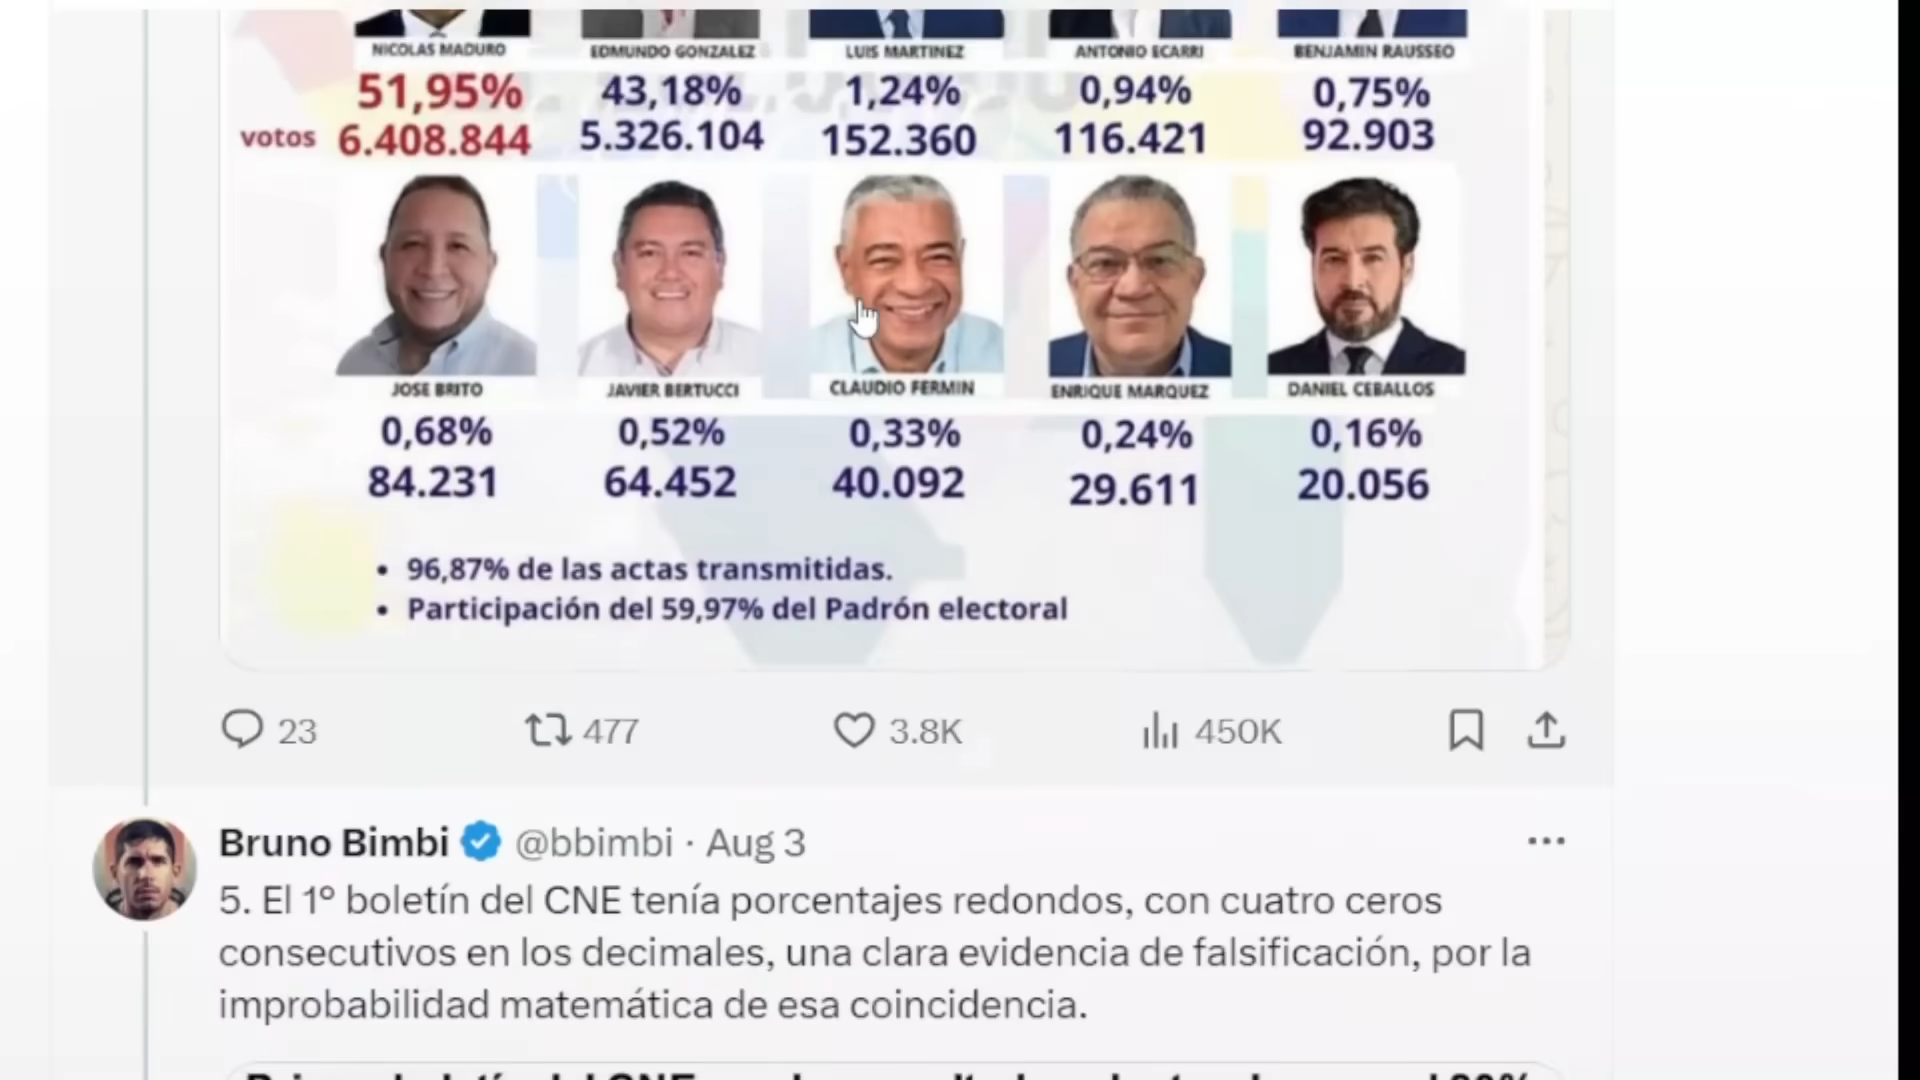 NICOLAS MADURO EDMUNDO GONZALEZ LUIS MARTINEZ ANTONIO ECARRI BENJAMIN RAUSSEO
51,95% 43,18% 1,24% 0,94% 0,75%
votos 6.408.844 5.326.104 152.360 116.421 92.903
JOSE BRITO JAVIER BERTUCCI CLAUDIO FERMIN ENRIQUE MARQUEZ DANIEL CEBALLOS
0,68% 0,52% 0,33% 0,24% 0,16%
84.231 64.452 40.092 29.611 20.056
• 96,87% de las actas transmitidas.
• Participación del 59,97% del Padrón electoral
23 477 3.8K 450K
Bruno Bimbi @bbimbi · Aug 3
5. El 1° boletín del CNE tenía porcentajes redondos, con cuatro ceros
consecutivos en los decimales, una clara evidencia de falsificación, por la
improbabilidad matemática de esa coincidencia.